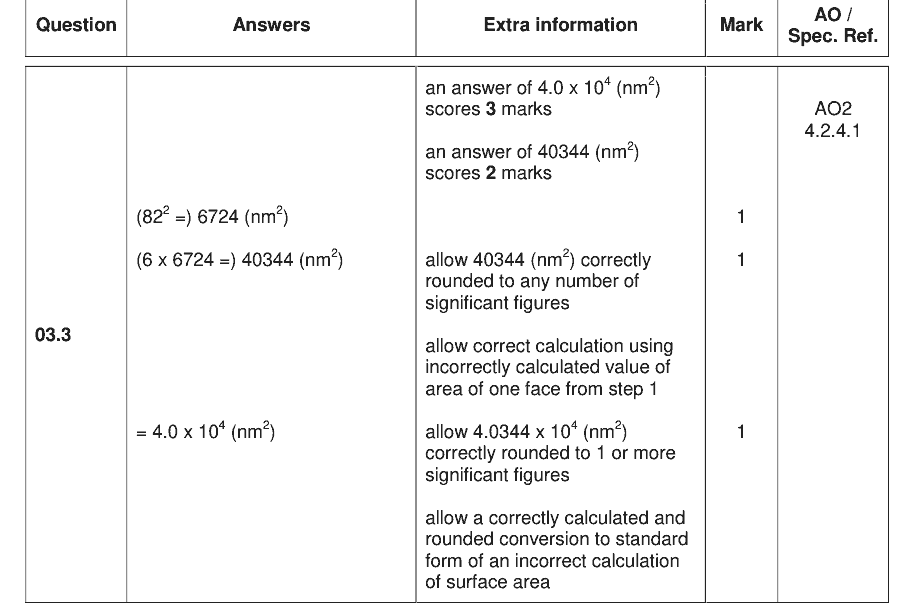 Question Answers Extra information Mark AO /
Spec. Ref.
an answer of 4.0 x 10⁴ (nm²)
scores 3 marks
AO2
4.2.4.1
an answer of 40344 (nm²)
scores 2 marks
(82² =) 6724 (nm²) 1
(6 x 6724 =) 40344 (nm²) allow 40344 (nm²) correctly 1
rounded to any number of
significant figures
03.3
allow correct calculation using
incorrectly calculated value of
area of one face from step 1
= 4.0 x 10⁴ (nm²) allow 4.0344 x 10⁴ (nm²) 1
correctly rounded to 1 or more
significant figures
allow a correctly calculated and
rounded conversion to standard
form of an incorrect calculation
of surface area